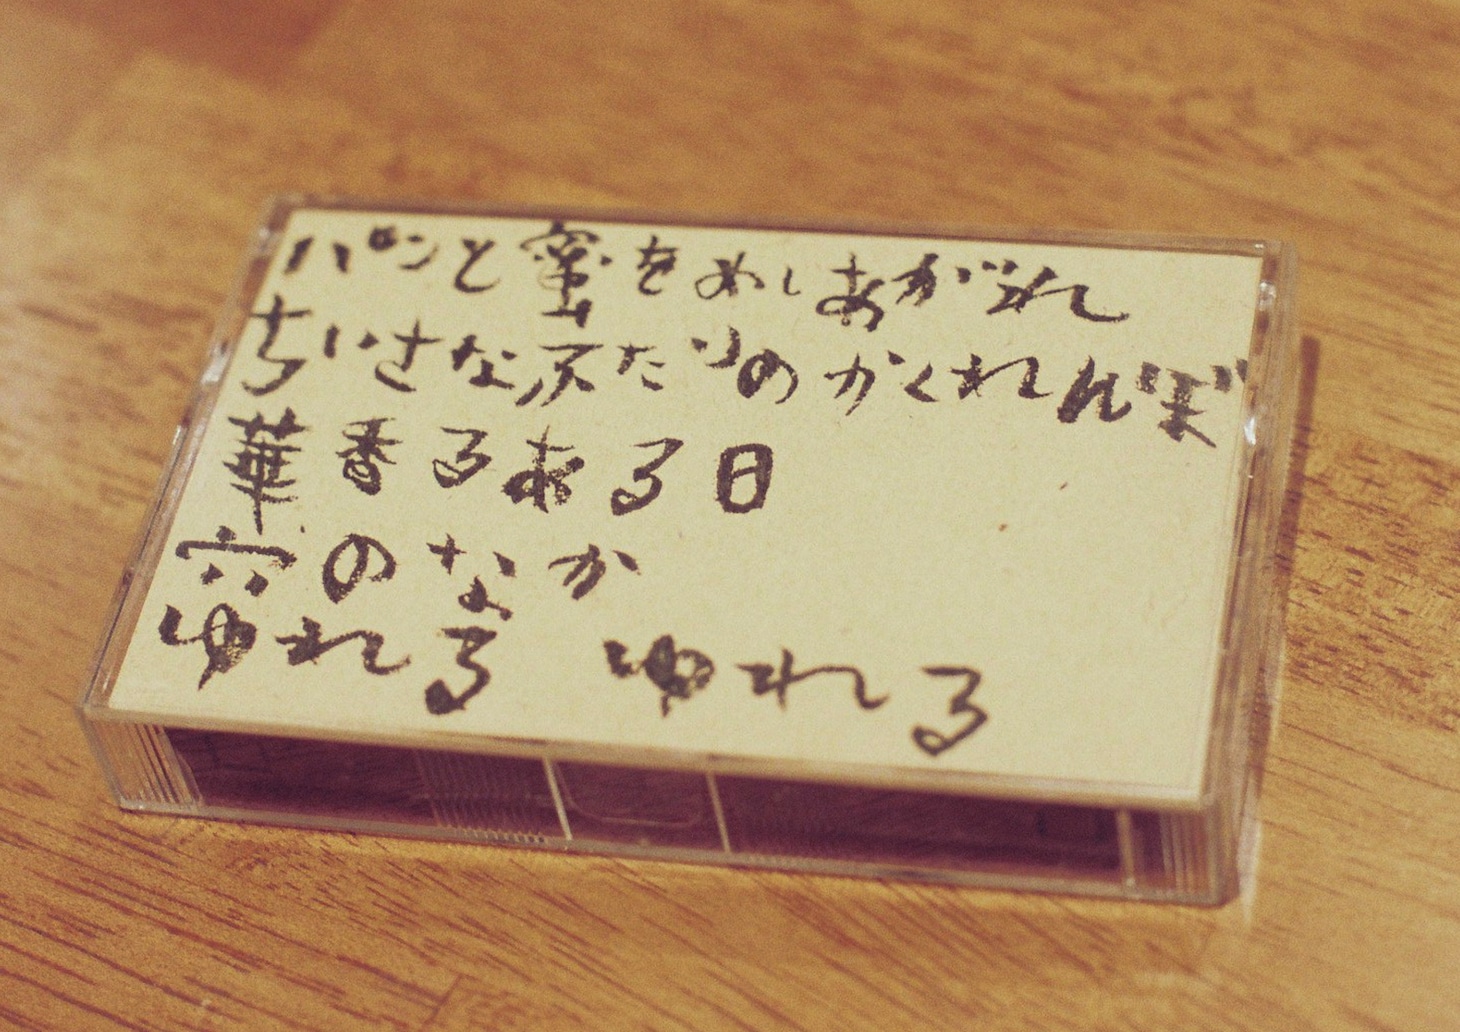 パンと蜜をめしあがれ
ちいさなふたりのかくれんぼ
華香るある日
穴のなか
ゆれる ゆれる